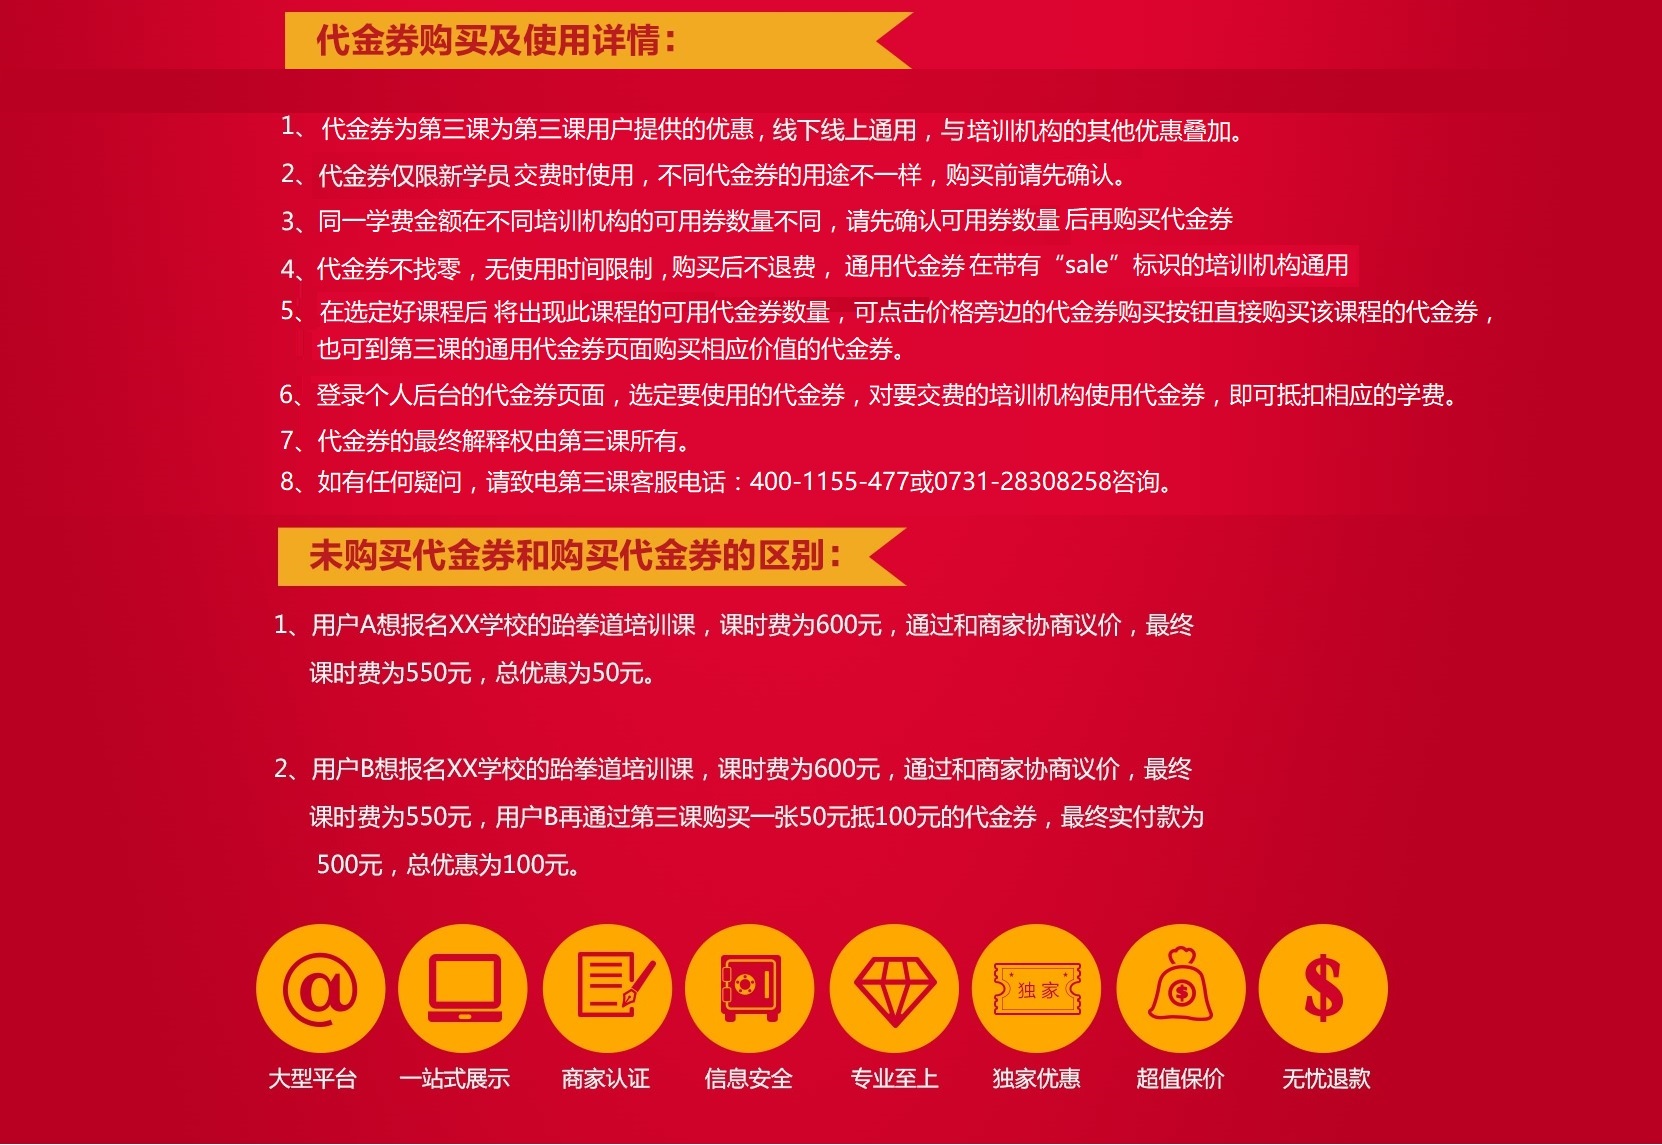 代金券购买及使用详情：
1、代金券为第三课为第三课用户提供的优惠，线下线上通用，与培训机构的其他优惠叠加。
2、代金券仅限新学员交费时使用，不同代金券的用途不一样，购买前请先确认。
3、同一学费金额在不同培训机构的可用券数量不同，请先确认可用券数量后再购买代金券
4、代金券不找零，无使用时间限制，购买后不退费，通用代金券在带有“sale”标识的培训机构通用
5、在选定好课程后将出现此课程的可用代金券数量，可点击价格旁边的代金券购买按钮直接购买该课程的代金券，
也可到第三课的通用代金券页面购买相应价值的代金券。
6、登录个人后台的代金券页面，选定要使用的代金券，对要交费的培训机构使用代金券，即可抵扣相应的学费。
7、代金券的最终解释权由第三课所有。
8、如有任何疑问，请致电第三课客服电话：400-1155-477或0731-28308258咨询。
未购买代金券和购买代金券的区别：
1、用户A想报名XX学校的跆拳道培训课，课时费为600元，通过和商家协商议价，最终
课时费为550元，总优惠为50元。
2、用户B想报名XX学校的跆拳道培训课，课时费为600元，通过和商家协商议价，最终
课时费为550元，用户B再通过第三课购买一张50元抵100元的代金券，最终实付款为
500元，总优惠为100元。
@ 独家 $ $
大型平台 一站式展示 商家认证 信息安全 专业至上 独家优惠 超值保价 无忧退款